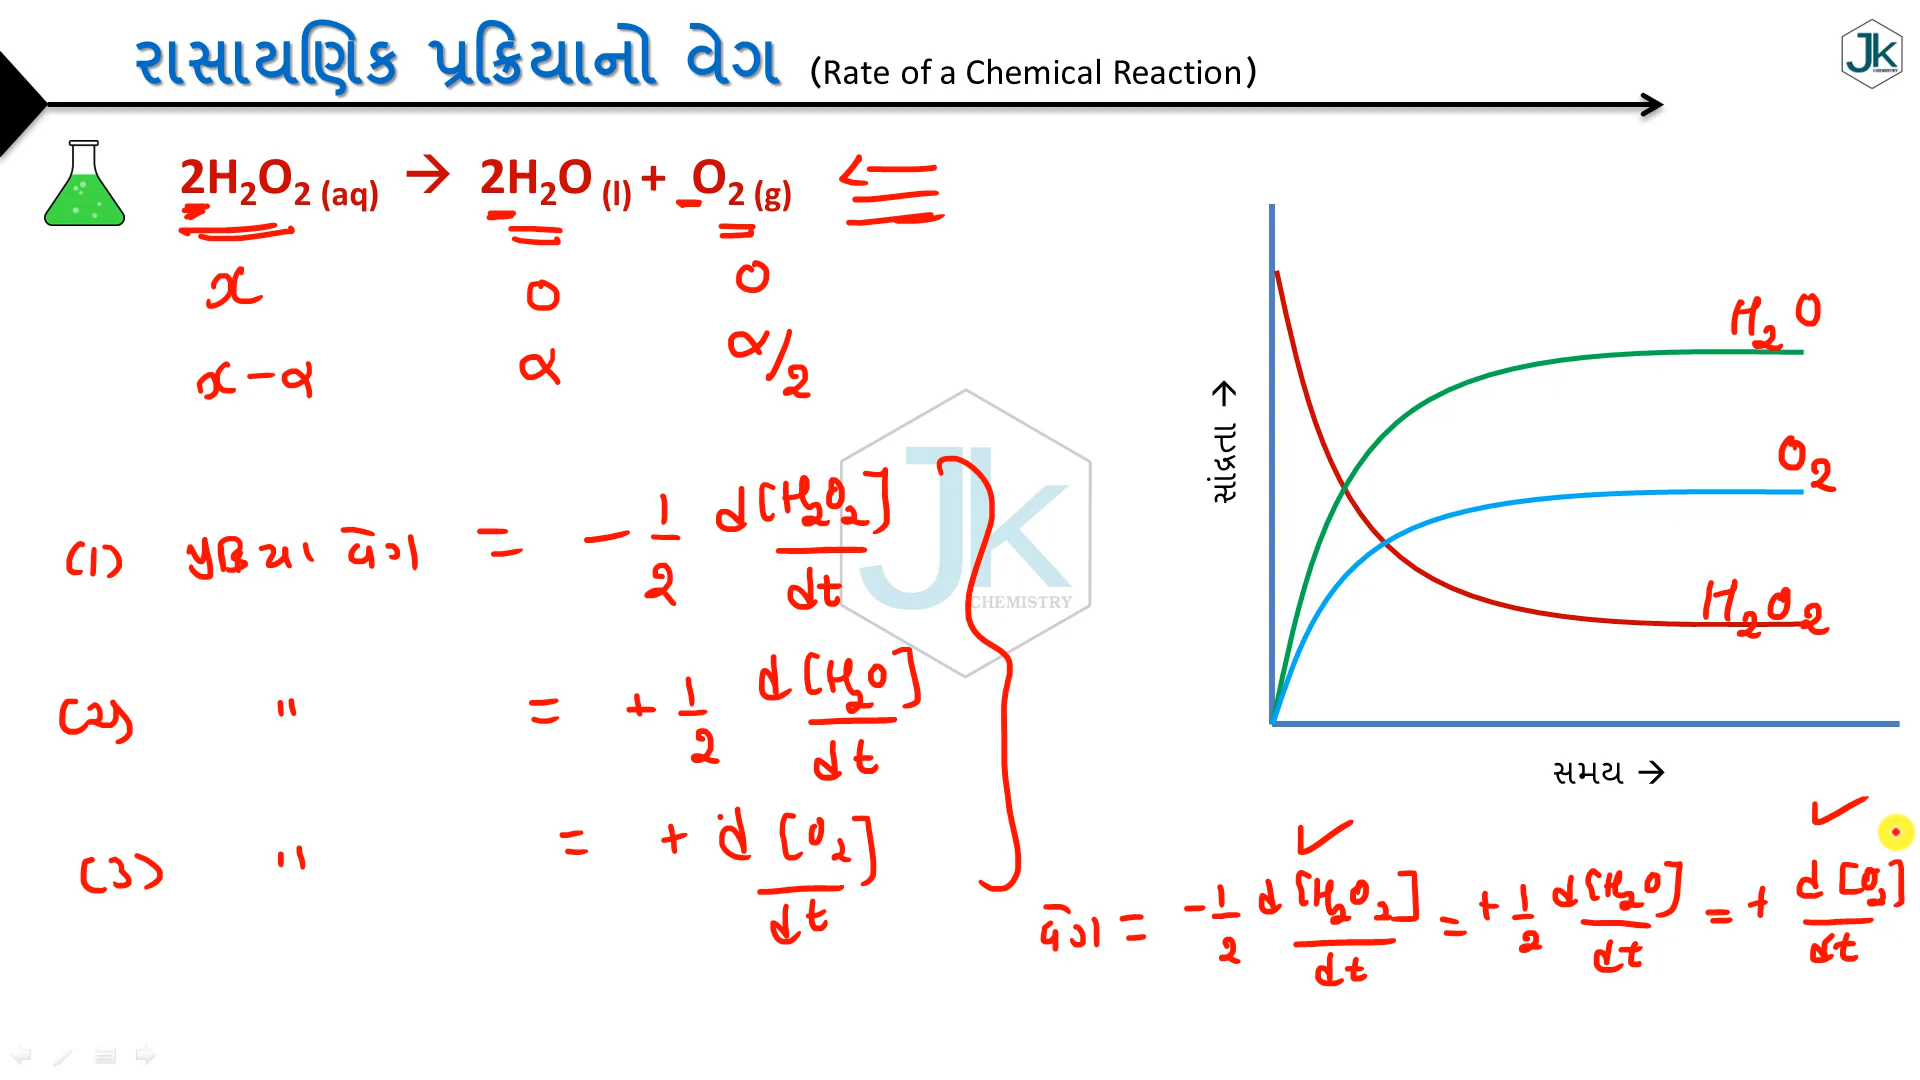 રાસાયણિક પ્રક્રિયાનો વેગ (Rate of a Chemical Reaction)
JK
CHEMISTRY
2H₂O₂ (aq) → 2H₂O (l) + O₂ (g)
x 0 0
x - α α α/2
(1) પ્રક્રિયા વેગ = - 1/2 d[H₂O₂]/dt
(2) " = + 1/2 d[H₂O]/dt
(3) " = + d[O₂]/dt
JK
CHEMISTRY
સાંદ્રતા →
H₂O
O₂
H₂O₂
સમય →
વેગ = - 1/2 d[H₂O₂]/dt = + 1/2 d[H₂O]/dt = + d[O₂]/dt